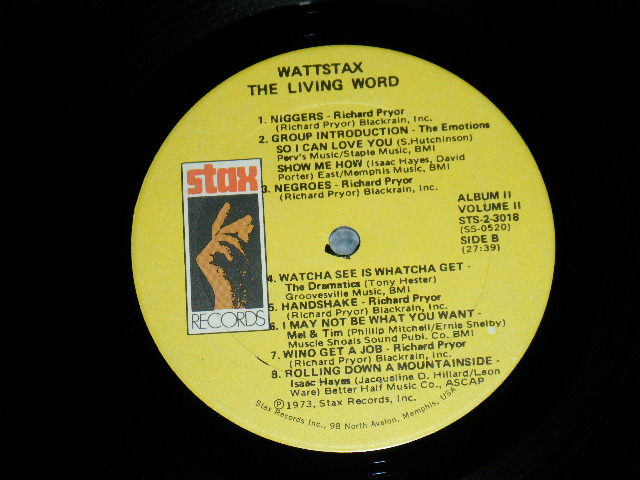 WATTSTAX
THE LIVING WORD
1. NIGGERS - Richard Pryor
(Richard Pryor) Blackrain, Inc.
2. GROUP INTRODUCTION - The Emotions
SO I CAN LOVE YOU (S.Hutchinson)
Perv's Music/Staple Music, BMI
SHOW ME HOW (Isaac Hayes, David
Porter) East/Memphis Music, BMI
3. NEGROES - Richard Pryor
(Richard Pryor) Blackrain, Inc.
stax
RECORDS
ALBUM II
VOLUME II
STS-2-3018
(SS-0520)
SIDE B
(27:39)
4. WATCHA SEE IS WHATCHA GET -
The Dramatics (Tony Hester)
Groovesville Music, BMI
5. HANDSHAKE - Richard Pryor
(Richard Pryor) Blackrain, Inc.
6. I MAY NOT BE WHAT YOU WANT -
Mel & Tim (Phillip Mitchell/Ernie Shelby)
Muscle Shoals Sound Publ. Co. BMI
7. WINO GET A JOB - Richard Pryor
(Richard Pryor) Blackrain, Inc.
8. ROLLING DOWN A MOUNTAINSIDE -
Isaac Hayes (Jacqueline D. Hillard/Leon
Ware) Better Half Music Co., ASCAP
Ⓟ1973, Stax Records, Inc.
Stax Records Inc., 98 North Avalon, Memphis, USA